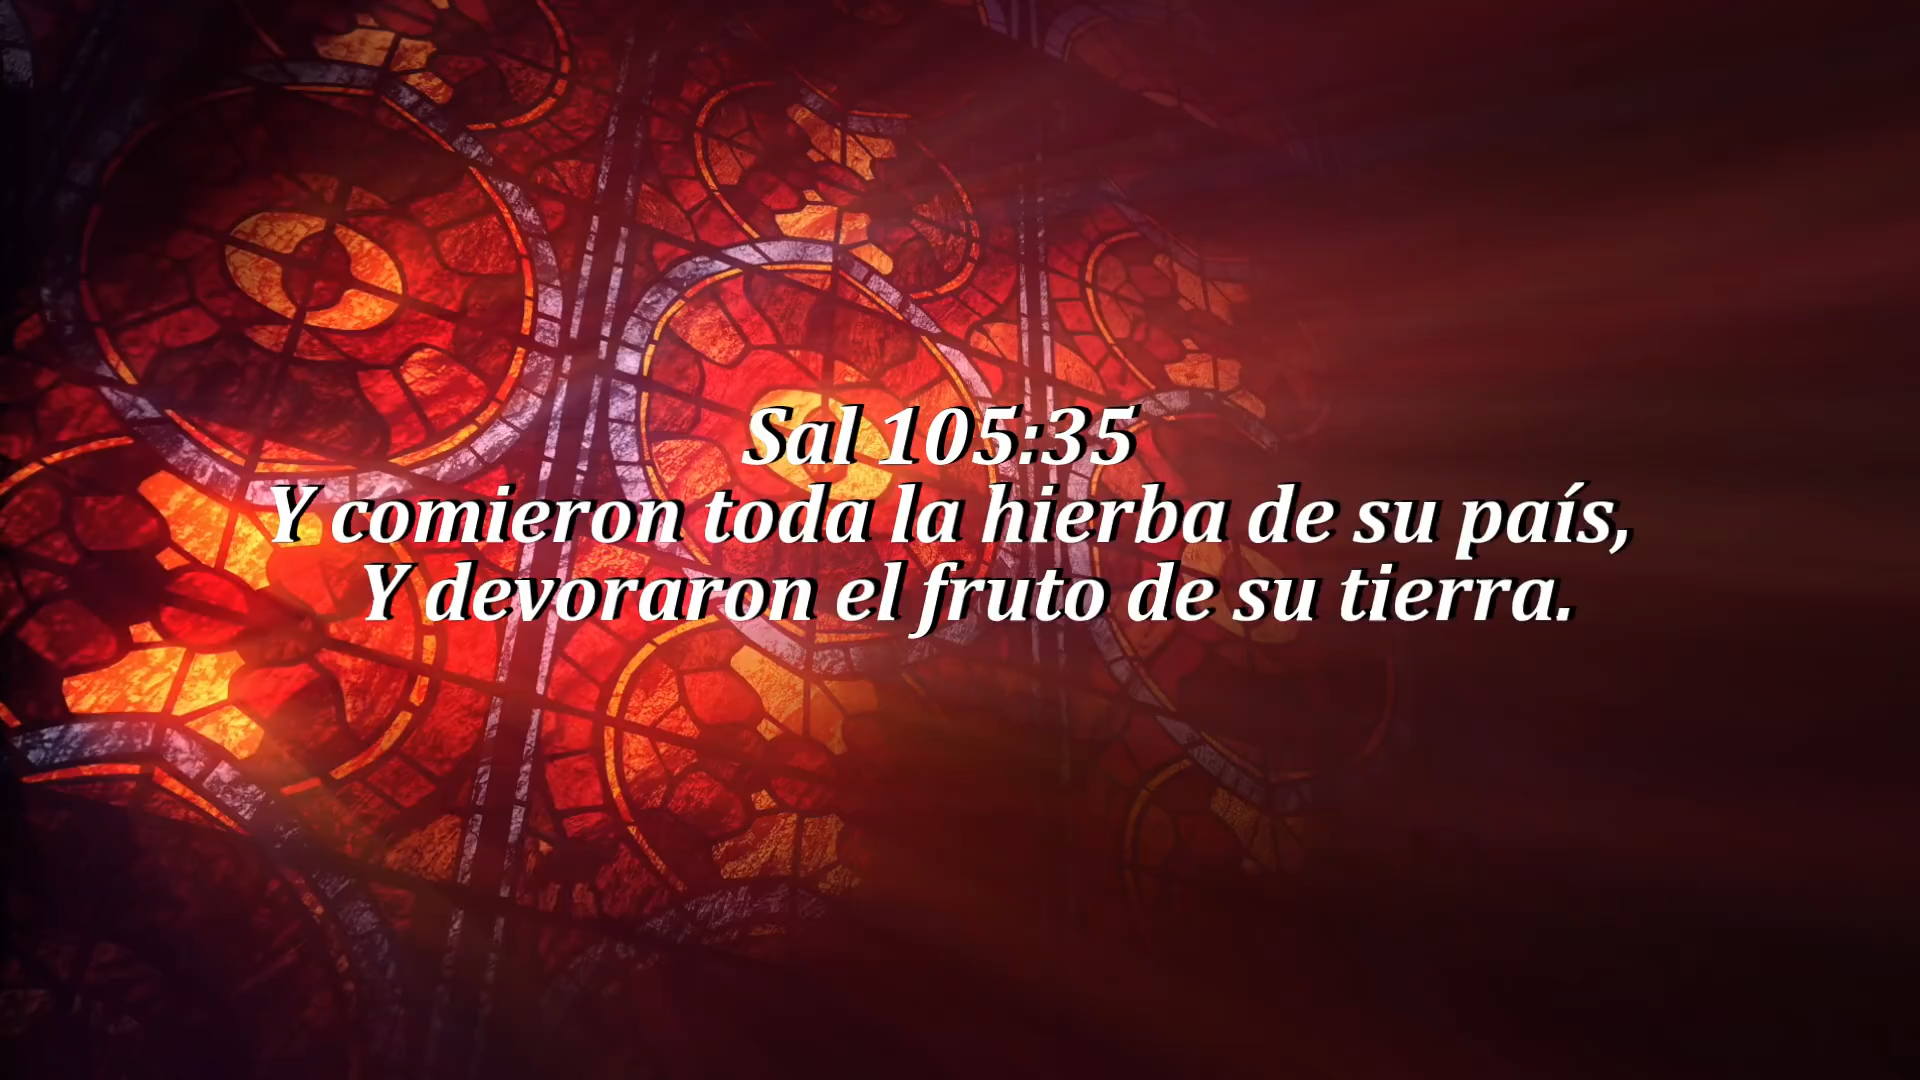 Sal 105:35
Y comieron toda la hierba de su país,
Y devoraron el fruto de su tierra.